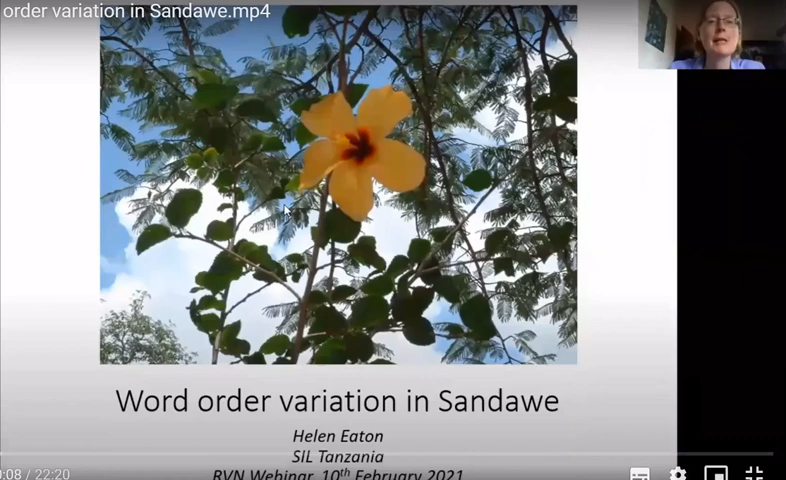 order variation in Sandawe.mp4
Word order variation in Sandawe
Helen Eaton
SIL Tanzania
RVN Webinar, 10th February 2021
0:08 / 22:20